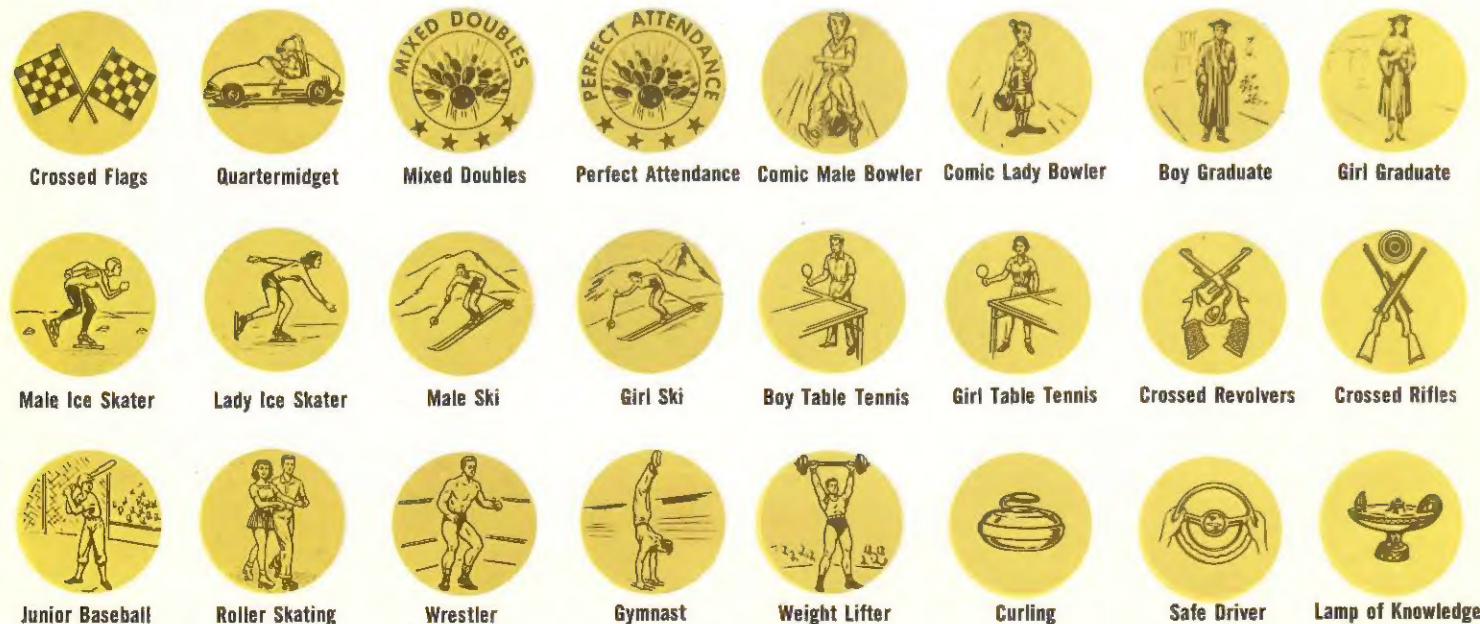 MIXED DOUBLES
PERFECT ATTENDANCE
Crossed Flags
Quartermidget
Mixed Doubles
Perfect Attendance
Comic Male Bowler
Comic Lady Bowler
Boy Graduate
Girl Graduate
Male Ice Skater
Lady Ice Skater
Male Ski
Girl Ski
Boy Table Tennis
Girl Table Tennis
Crossed Revolvers
Crossed Rifles
Junior Baseball
Roller Skating
Wrestler
Gymnast
Weight Lifter
Curling
Safe Driver
Lamp of Knowledge